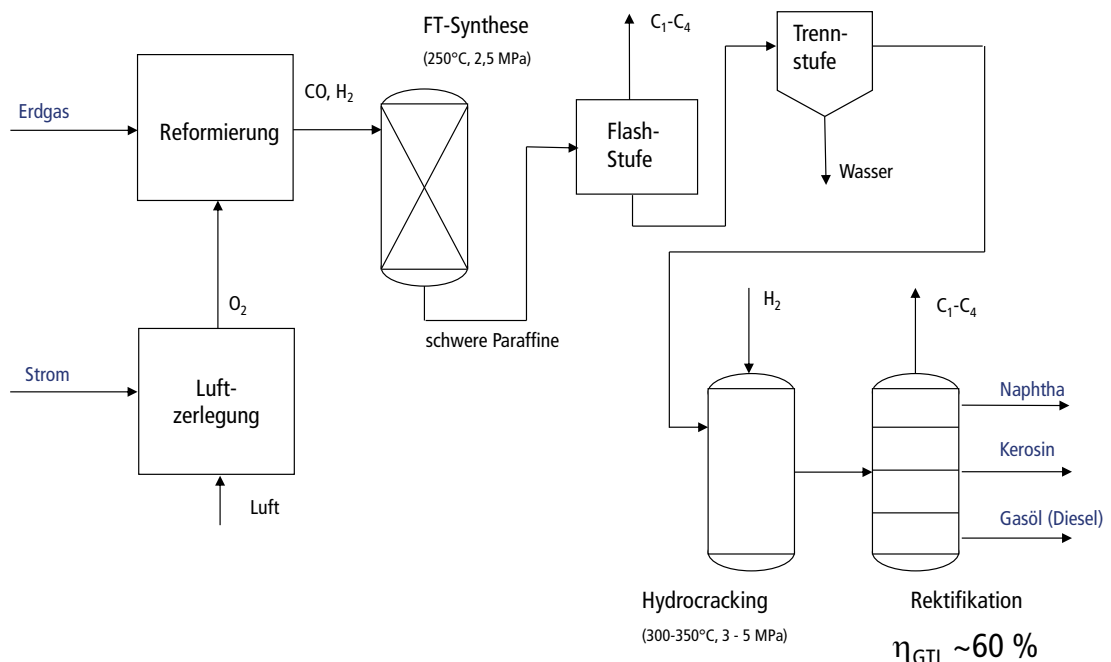 FT-Synthese
(250°C, 2,5 MPa)
C₁-C₄
Trenn-
stufe
Erdgas
CO, H₂
Reformierung
Flash-
Stufe
Wasser
O₂
schwere Paraffine
H₂
C₁-C₄
Strom
Luft-
zerlegung
Naphtha
Kerosin
Luft
Gasöl (Diesel)
Hydrocracking
(300-350°C, 3 - 5 MPa)
Rektifikation
η_GTL ~60 %